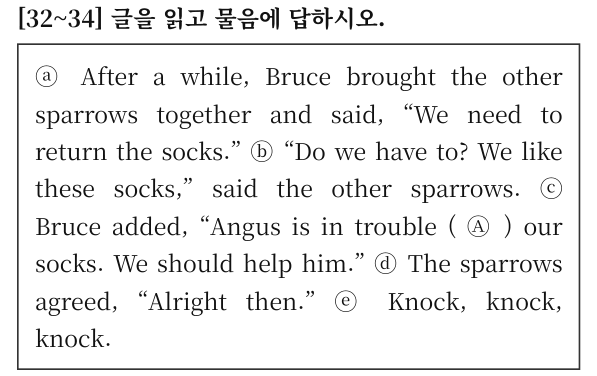 [32~34] 글을 읽고 물음에 답하시오.
ⓐ After a while, Bruce brought the other
sparrows together and said, “We need to
return the socks.” ⓑ “Do we have to? We like
these socks,” said the other sparrows. ⓒ
Bruce added, “Angus is in trouble ( Ⓐ ) our
socks. We should help him.” ⓓ The sparrows
agreed, “Alright then.” ⓔ Knock, knock,
knock.